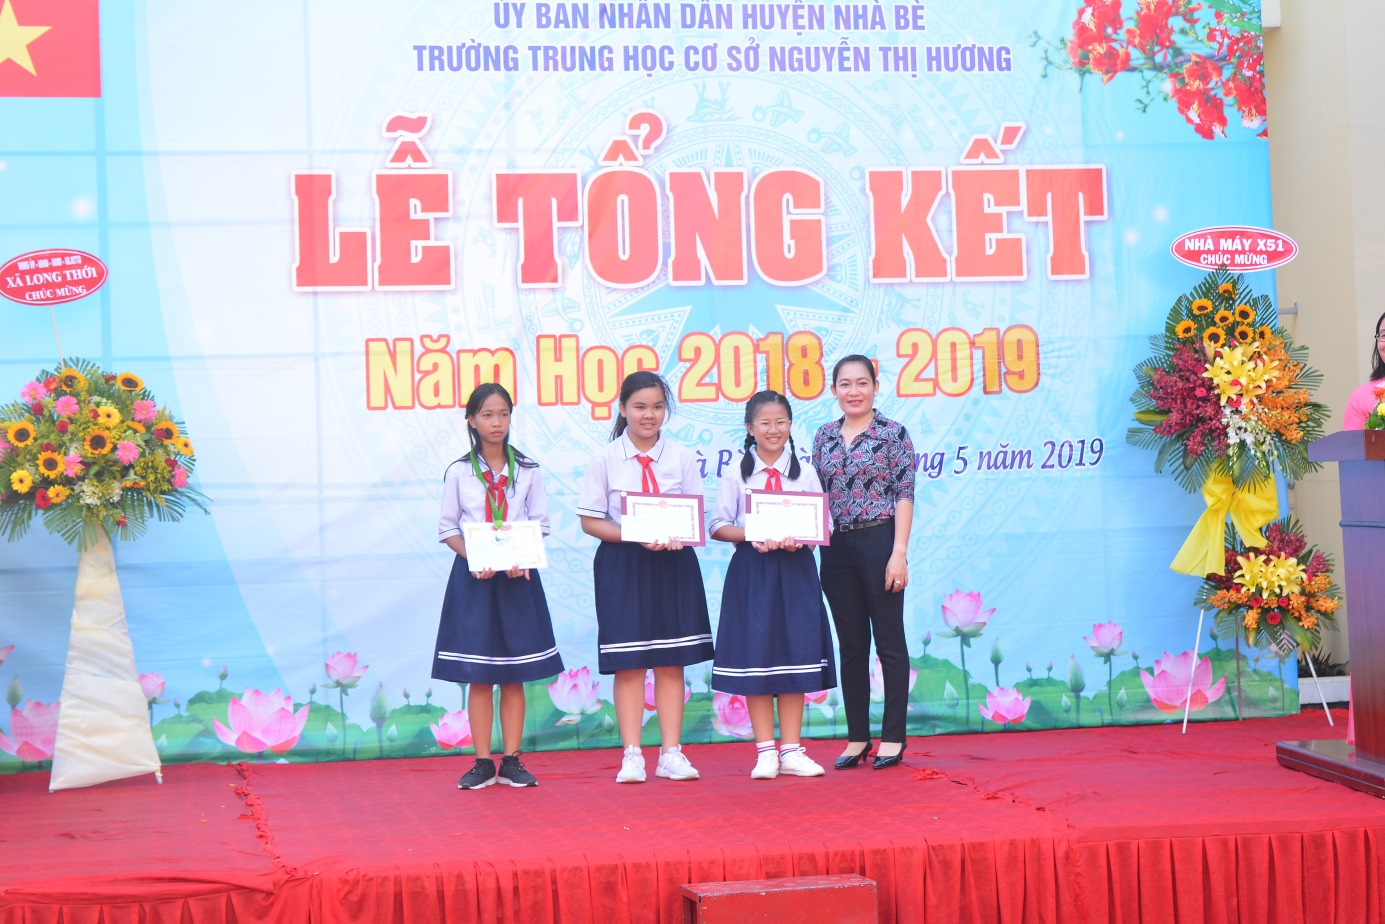 ỦY BAN NHÂN DÂN HUYỆN NHÀ BÈ
TRƯỜNG TRUNG HỌC CƠ SỞ NGUYỄN THỊ HƯƠNG
LỄ TỔNG KẾT
Năm Học 2018 - 2019
5 năm 2019
XÃ LONG THỚI
CHÚC MỪNG
NHÀ MÁY X51
CHÚC MỪNG